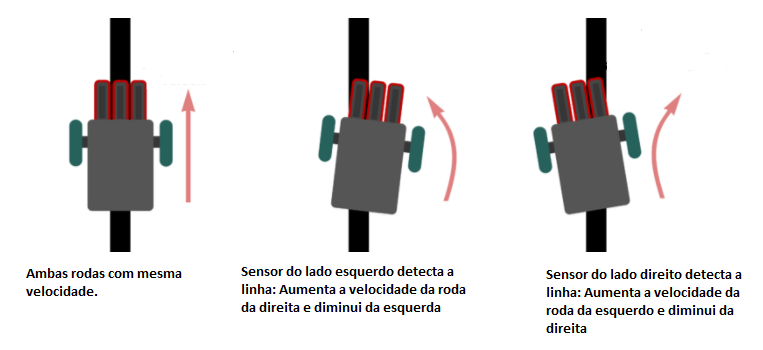 Ambas rodas com mesma
velocidade.
Sensor do lado esquerdo detecta a
linha: Aumenta a velocidade da roda
da direita e diminui da esquerda
Sensor do lado direito detecta a
linha: Aumenta a velocidade da
roda da esquerdo e diminui da
direita